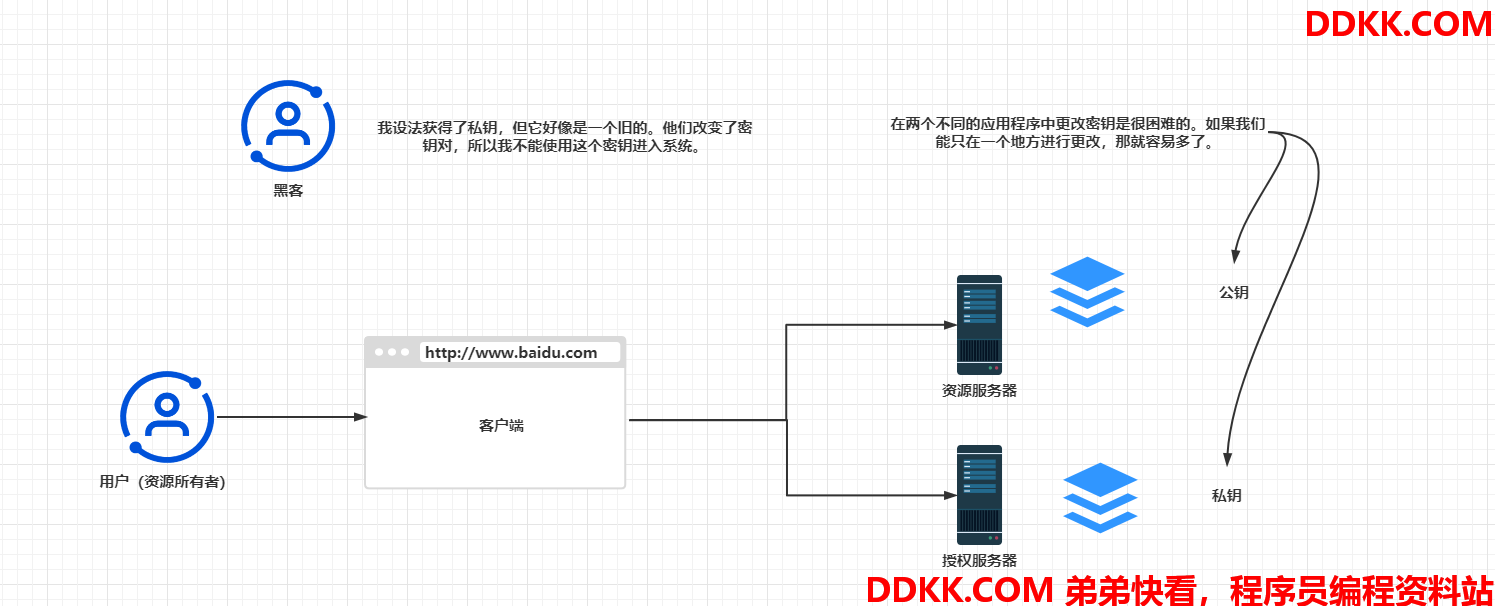 DDKK.COM
我设法获得了私钥，但它好像是一个旧的。他们改变了密
钥对，所以我不能使用这个密钥进入系统。
在两个不同的应用程序中更改密钥是很困难的。如果我们
能只在一个地方进行更改，那就容易多了。
黑客
公钥
http://www.baidu.com
资源服务器
客户端
用户（资源所有者）
私钥
授权服务器
DDKK.COM 弟弟快看，程序员编程资料站